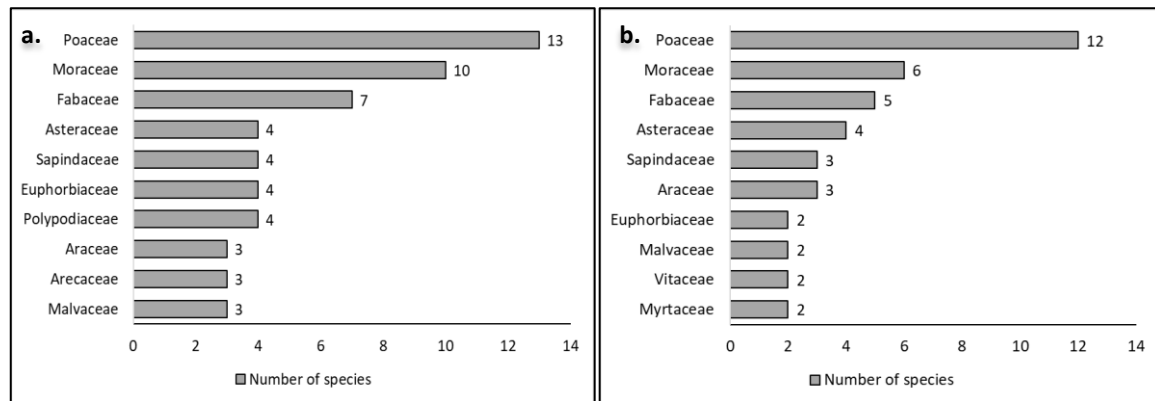 a.
Poaceae 13
Moraceae 10
Fabaceae 7
Asteraceae 4
Sapindaceae 4
Euphorbiaceae 4
Polypodiaceae 4
Araceae 3
Arecaceae 3
Malvaceae 3
0 2 4 6 8 10 12 14
Number of species
b.
Poaceae 12
Moraceae 6
Fabaceae 5
Asteraceae 4
Sapindaceae 3
Araceae 3
Euphorbiaceae 2
Malvaceae 2
Vitaceae 2
Myrtaceae 2
0 2 4 6 8 10 12 14
Number of species